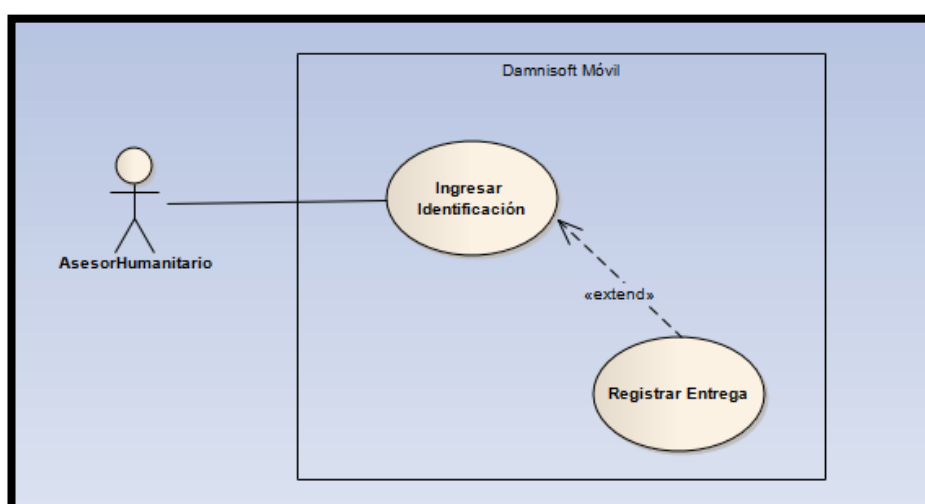 Damnisoft Móvil
Ingresar
Identificación
AsesorHumanitario
«extend»
Registrar Entrega